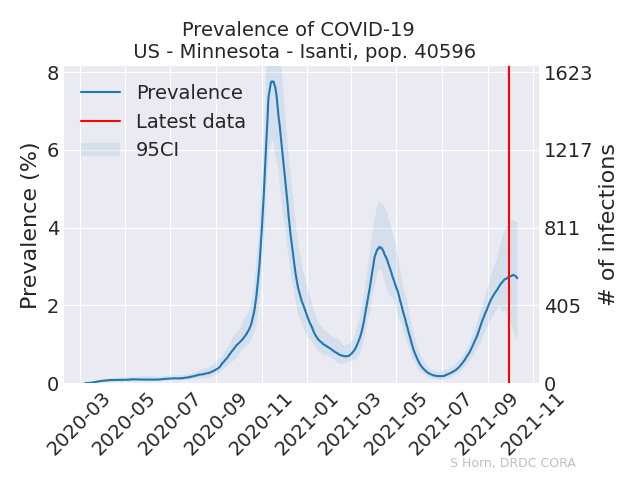 Prevalence of COVID-19
US - Minnesota - Isanti, pop. 40596
Prevalence
Latest data
95CI
Prevalence (%)
8
6
4
2
0
1623
1217
811
405
0
# of infections
2020-03
2020-05
2020-07
2020-09
2020-11
2021-01
2021-03
2021-05
2021-07
2021-09
2021-11
S Horn, DRDC CORA